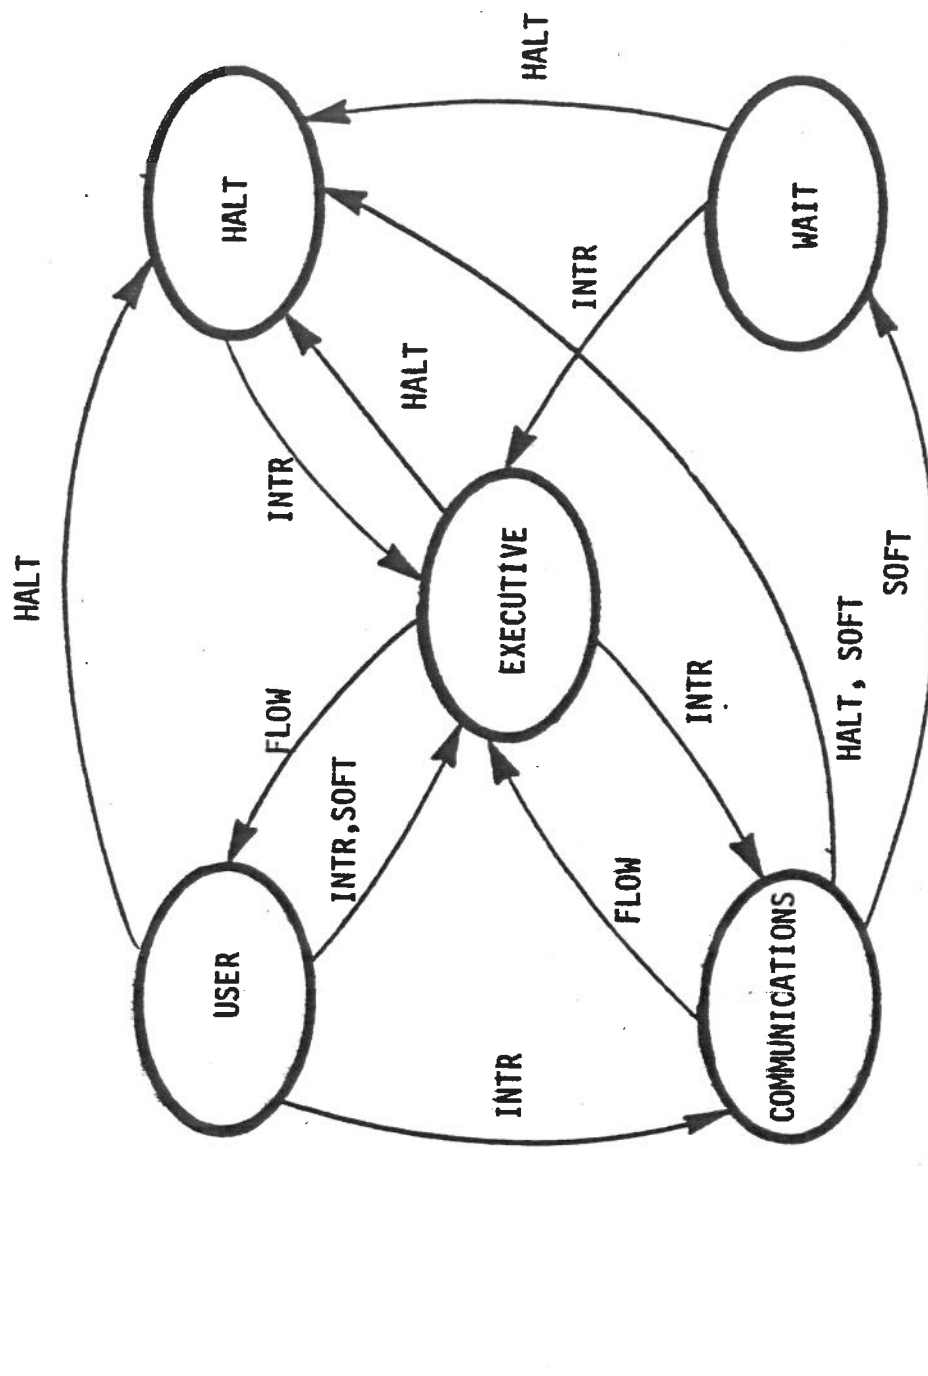 HALT
USER
HALT
FLOW
INTR
INTR,SOFT
HALT
INTR
EXECUTIVE
INTR
HALT
FLOW
INTR
COMMUNICATIONS
HALT, SOFT
WAIT
SOFT